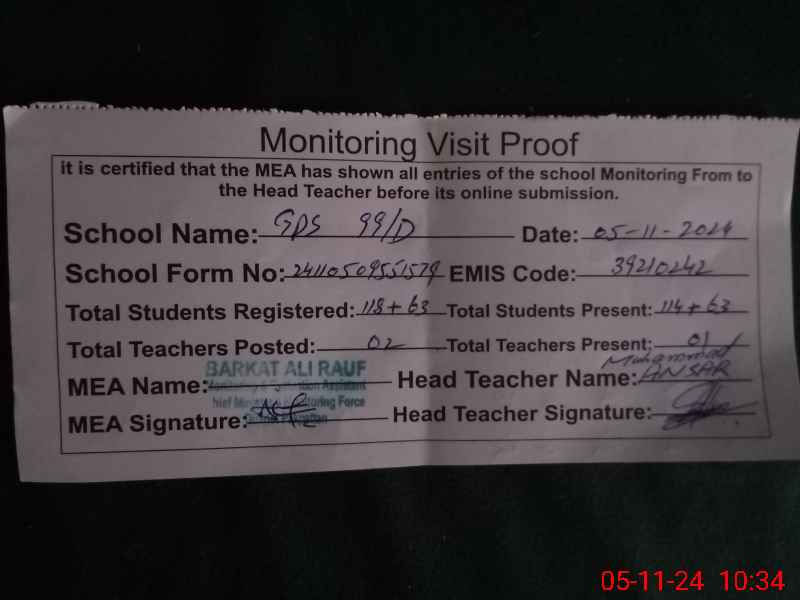 Monitoring Visit Proof
it is certified that the MEA has shown all entries of the school Monitoring From to
the Head Teacher before its online submission.
School Name: GPS 99/D Date: 05-11-2024
School Form No: 24110509551579 EMIS Code: 39210242
Total Students Registered: 118+63 Total Students Present: 114+63
Total Teachers Posted: 02 Total Teachers Present: 01
MEA Name: BARKAT ALI RAUF Head Teacher Name: Muhammad ANSAR
Monitoring Assistant
Monitoring Force
MEA Signature: Head Teacher Signature:
05-11-24 10:34